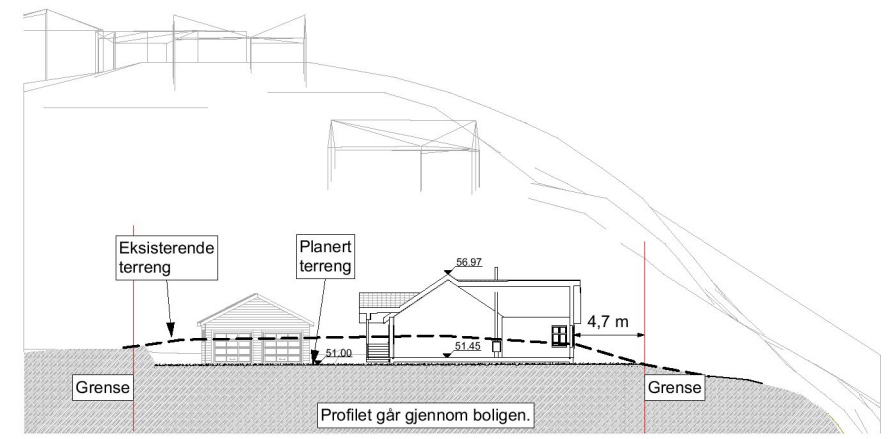 Eksisterende
terreng
Planert
terreng
56.97
4,7 m
51.00
51.45
Grense
Grense
Profilet går gjennom boligen.